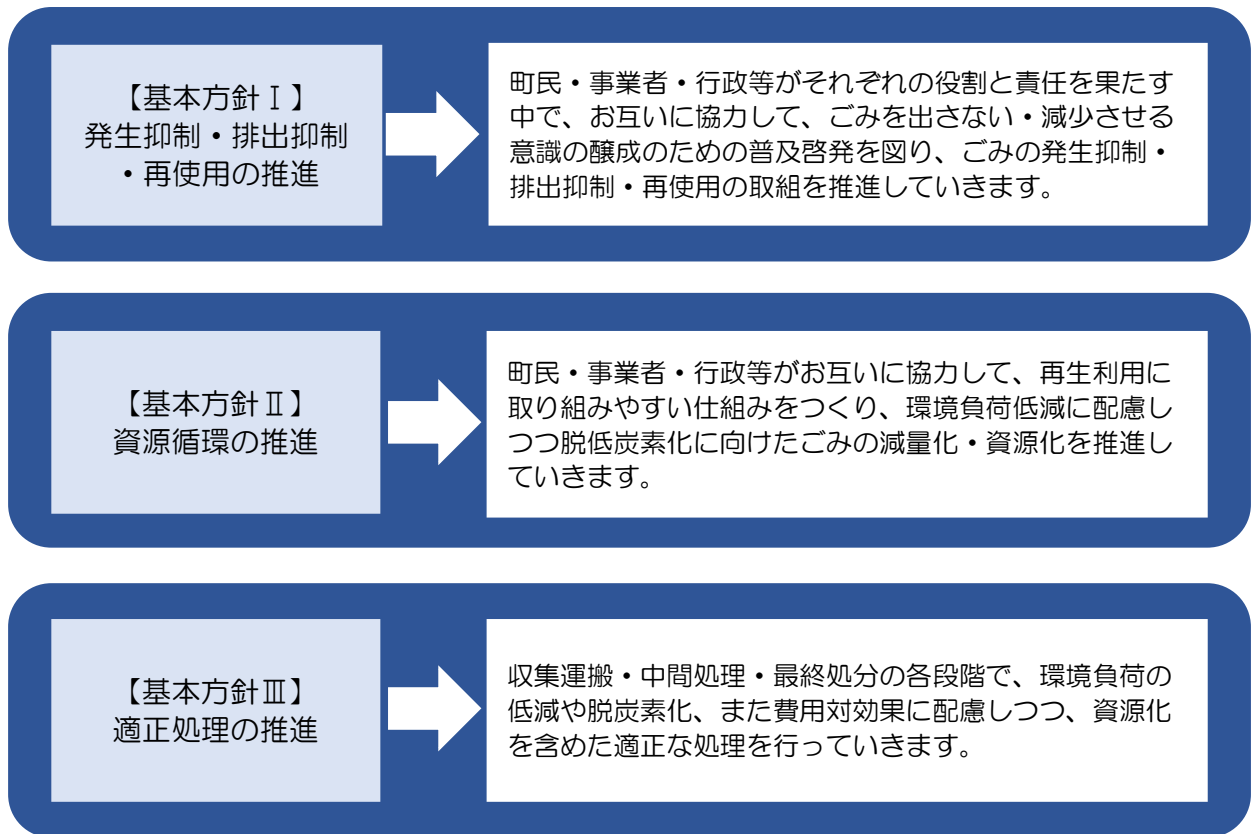 【基本方針Ⅰ】
発生抑制・排出抑制
・再使用の推進
町民・事業者・行政等がそれぞれの役割と責任を果たす
中で、お互いに協力して、ごみを出さない・減少させる
意識の醸成のための普及啓発を図り、ごみの発生抑制・
排出抑制・再使用の取組を推進していきます。
【基本方針Ⅱ】
資源循環の推進
町民・事業者・行政等がお互いに協力して、再生利用に
取り組みやすい仕組みをつくり、環境負荷低減に配慮し
つつ脱低炭素化に向けたごみの減量化・資源化を推進し
ていきます。
【基本方針Ⅲ】
適正処理の推進
収集運搬・中間処理・最終処分の各段階で、環境負荷の
低減や脱炭素化、また費用対効果に配慮しつつ、資源化
を含めた適正な処理を行っていきます。